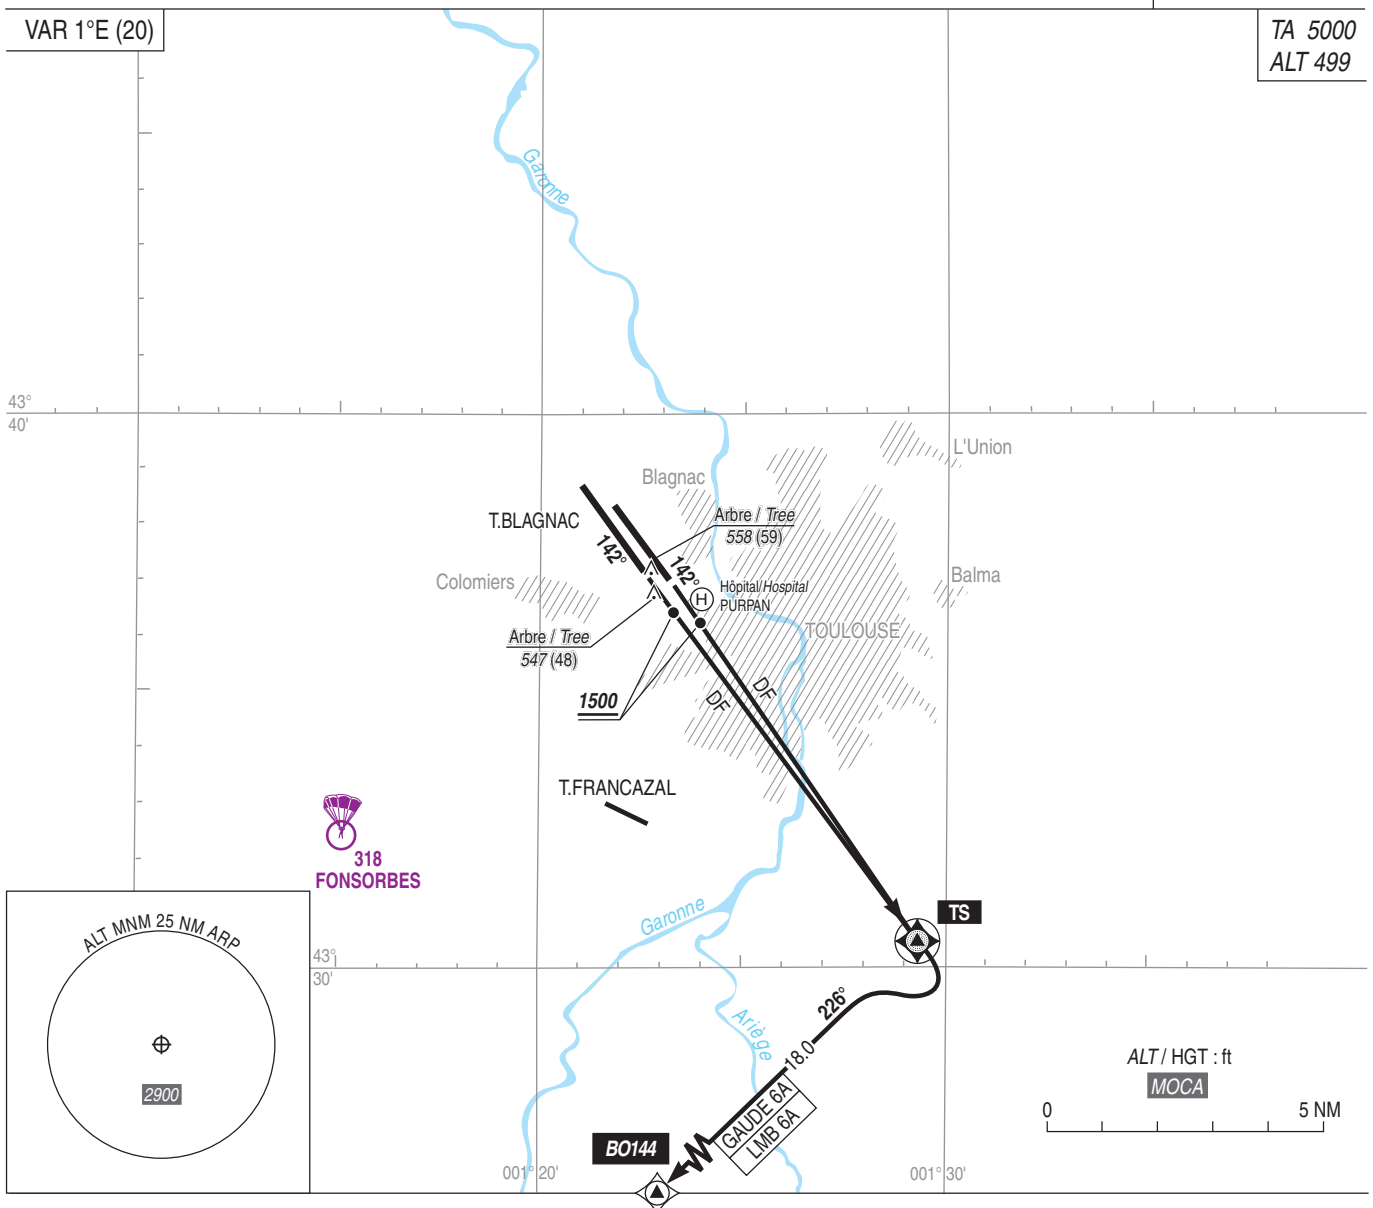 VAR 1°E (20)
TA 5000
ALT 499
Garonne
43°
40'
L'Union
Blagnac
T.BLAGNAC
Arbre / Tree
558 (59)
142°
142°
Colomiers
Balma
H
Hôpital/Hospital
PURPAN
Arbre / Tree
547 (48)
TOULOUSE
1500
DF
DF
T.FRANCAZAL
318
FONSORBES
Garonne
TS
ALT MNM 25 NM ARP
43°
30'
2900
226°
Ariège
18.0
ALT / HGT : ft
MOCA
GAUDE 6A
LMB 6A
0
5 NM
BO144
001° 20'
001° 30'